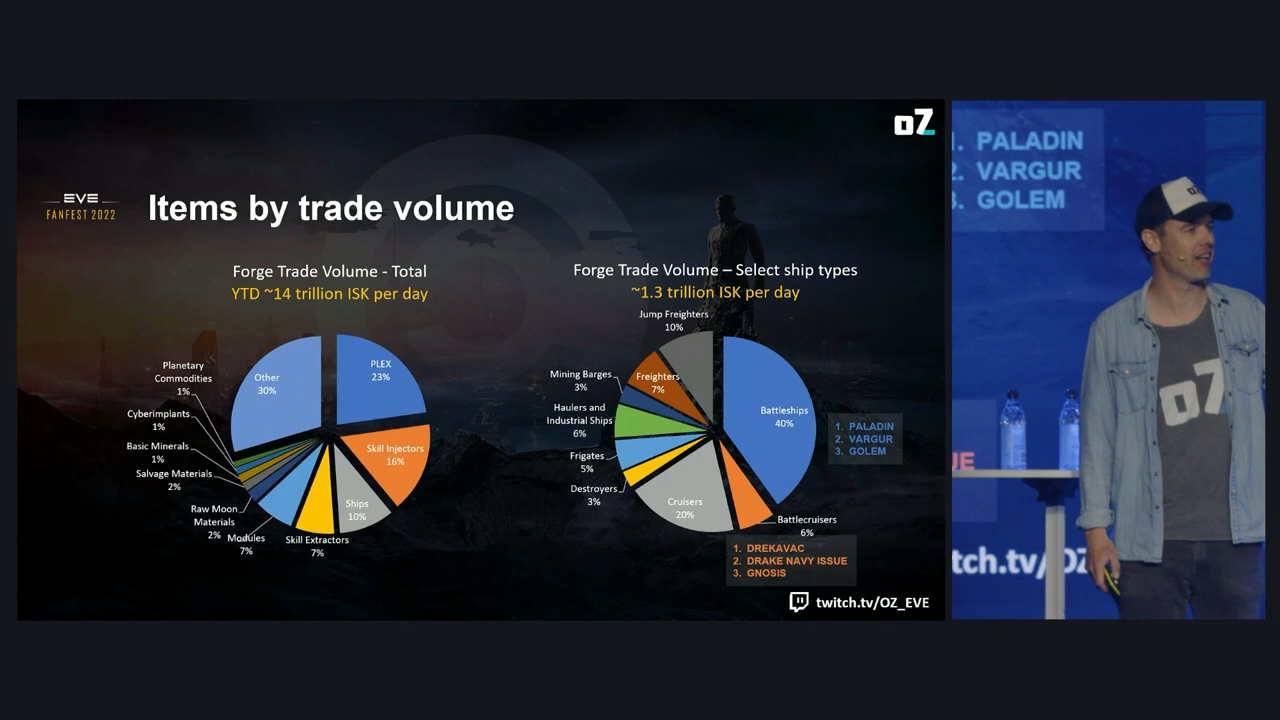 oZ
EVE
FANFEST 2022
Items by trade volume
Forge Trade Volume - Total
YTD ~14 trillion ISK per day
PLEX
23%
Skill Injectors
16%
Ships
10%
Skill Extractors
7%
Modules
7%
Raw Moon
Materials
2%
Salvage Materials
2%
Basic Minerals
1%
Cyberimplants
1%
Planetary
Commodities
1%
Other
30%
Forge Trade Volume – Select ship types
~1.3 trillion ISK per day
Battleships
40%
1. PALADIN
2. VARGUR
3. GOLEM
Battlecruisers
6%
1. DREKAVAC
2. DRAKE NAVY ISSUE
3. GNOSIS
Cruisers
20%
Destroyers
3%
Frigates
5%
Haulers and
Industrial Ships
6%
Mining Barges
3%
Freighters
7%
Jump Freighters
10%
twitch.tv/OZ_EVE
1. PALADIN
2. VARGUR
3. GOLEM
oZ
UE
tch.tv/OZ